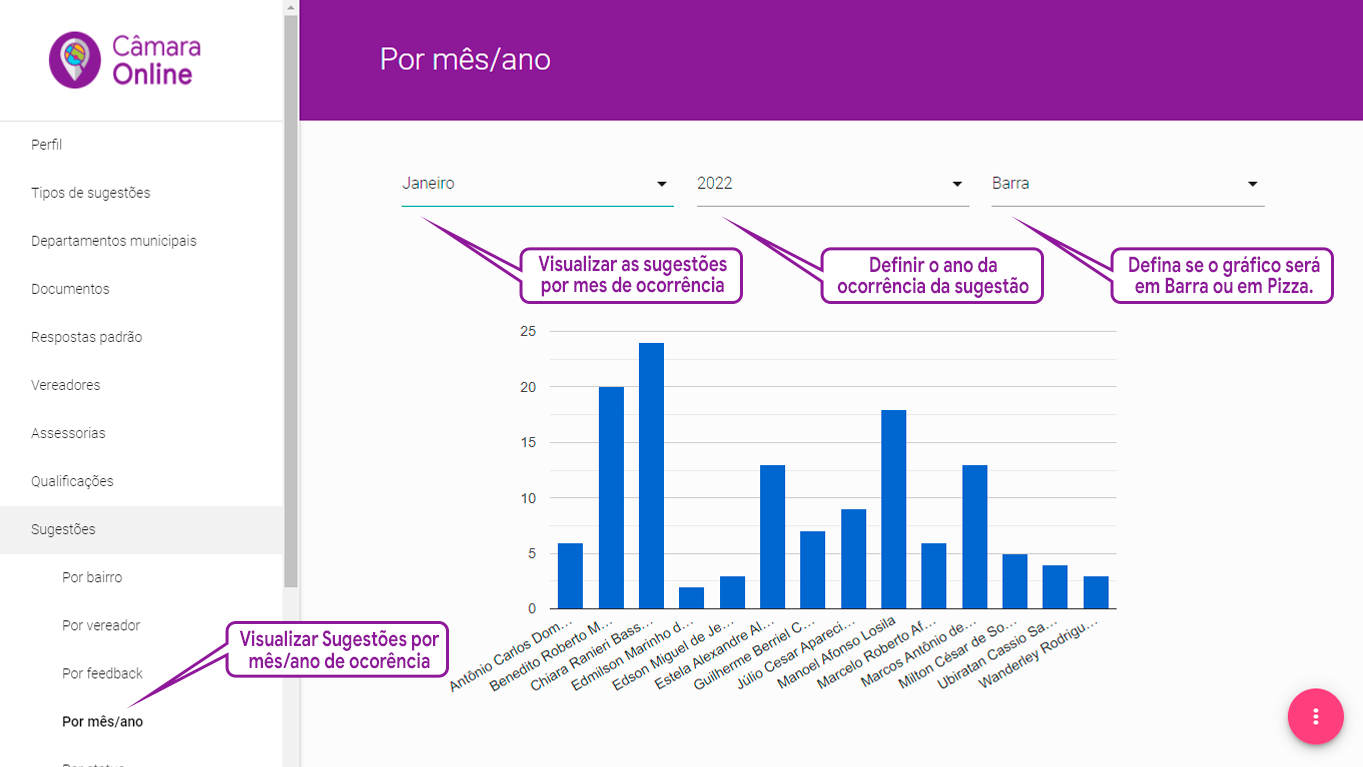 Câmara
Online
Por mês/ano
Perfil
Tipos de sugestões
Departamentos municipais
Documentos
Respostas padrão
Vereadores
Assessorias
Qualificações
Sugestões
Por bairro
Por vereador
Por feedback
Por mês/ano
Visualizar Sugestões por
mês/ano de ocorência
Janeiro
2022
Barra
Visualizar as sugestões
por mes de ocorrência
Definir o ano da
ocorrência da sugestão
Defina se o gráfico será
em Barra ou em Pizza.
25
20
15
10
5
0
Antônio Carlos Dom…
Benedito Roberto M…
Chiara Ranieri Bass…
Edmilson Marinho d…
Edson Miguel de Je…
Estela Alexandre Al…
Guilherme Berriel C…
Júlio Cesar Apareci…
Manoel Afonso Losila
Marcelo Roberto Af…
Marcos Antônio de…
Milton César de So…
Ubiratan Cassio Sa…
Wanderley Rodrigu…